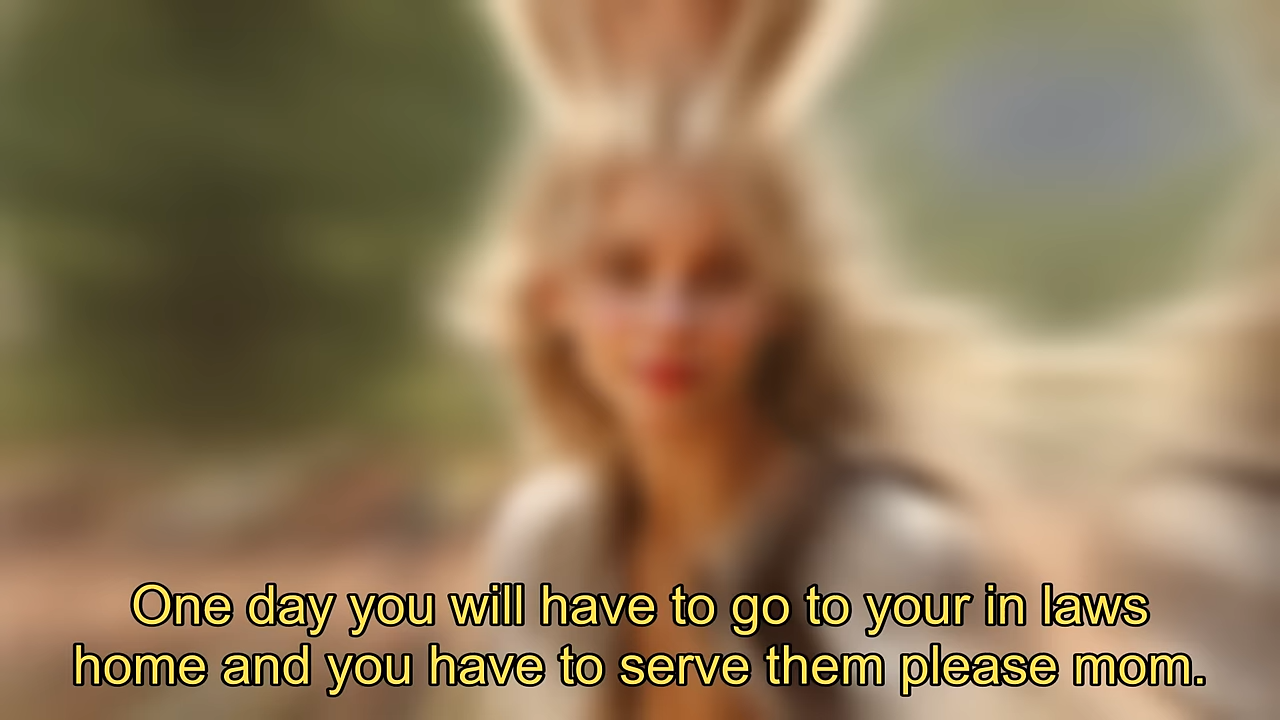 One day you will have to go to your in laws
home and you have to serve them please mom.